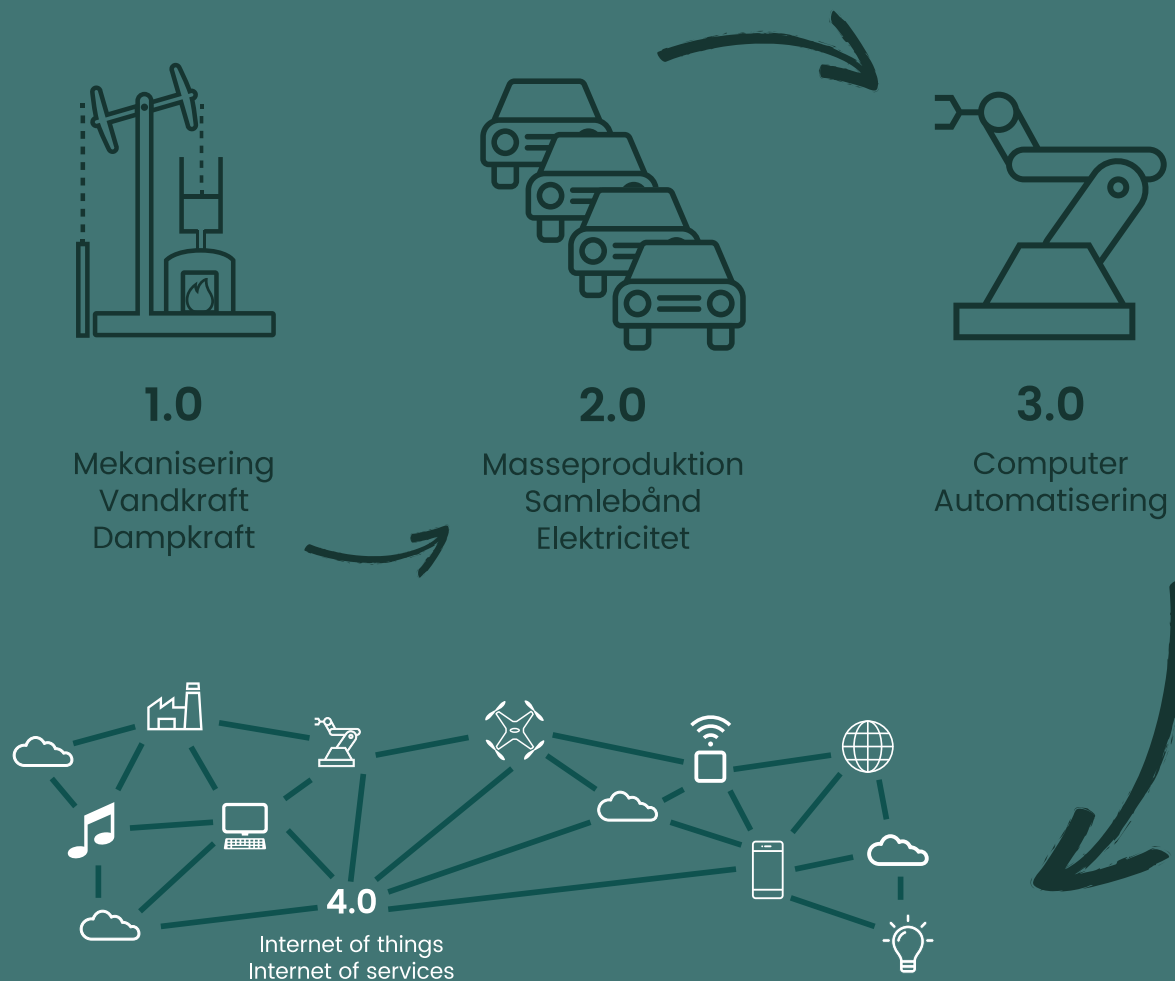 1.0
Mekanisering
Vandkraft
Dampkraft
2.0
Masseproduktion
Samlebånd
Elektricitet
3.0
Computer
Automatisering
4.0
Internet of things
Internet of services